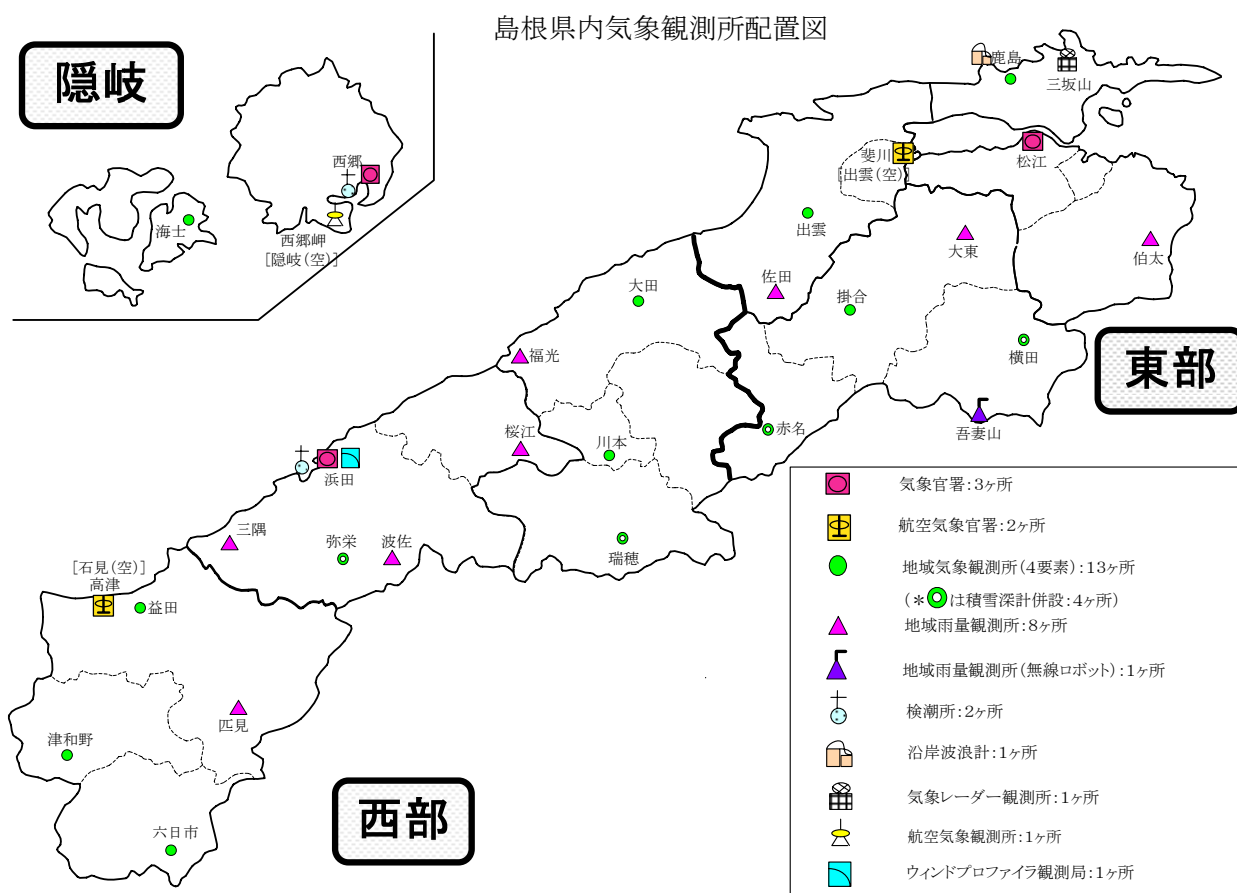 島根県内気象観測所配置図
隠岐
鹿島
三坂山
斐川
[出雲(空)]
松江
西郷
海士
西郷岬
[隠岐(空)]
出雲
大東
伯太
佐田
大田
掛合
福光
横田
東部
赤名
吾妻山
桜江
川本
浜田
三隅
弥栄
波佐
瑞穂
[石見(空)]
高津
益田
匹見
津和野
西部
六日市
気象官署:3ヶ所
航空気象官署:2ヶ所
地域気象観測所(4要素):13ヶ所
(*は積雪深計併設:4ヶ所)
地域雨量観測所:8ヶ所
地域雨量観測所(無線ロボット):1ヶ所
検潮所:2ヶ所
沿岸波浪計:1ヶ所
気象レーダー観測所:1ヶ所
航空気象観測所:1ヶ所
ウィンドプロファイラ観測局:1ヶ所